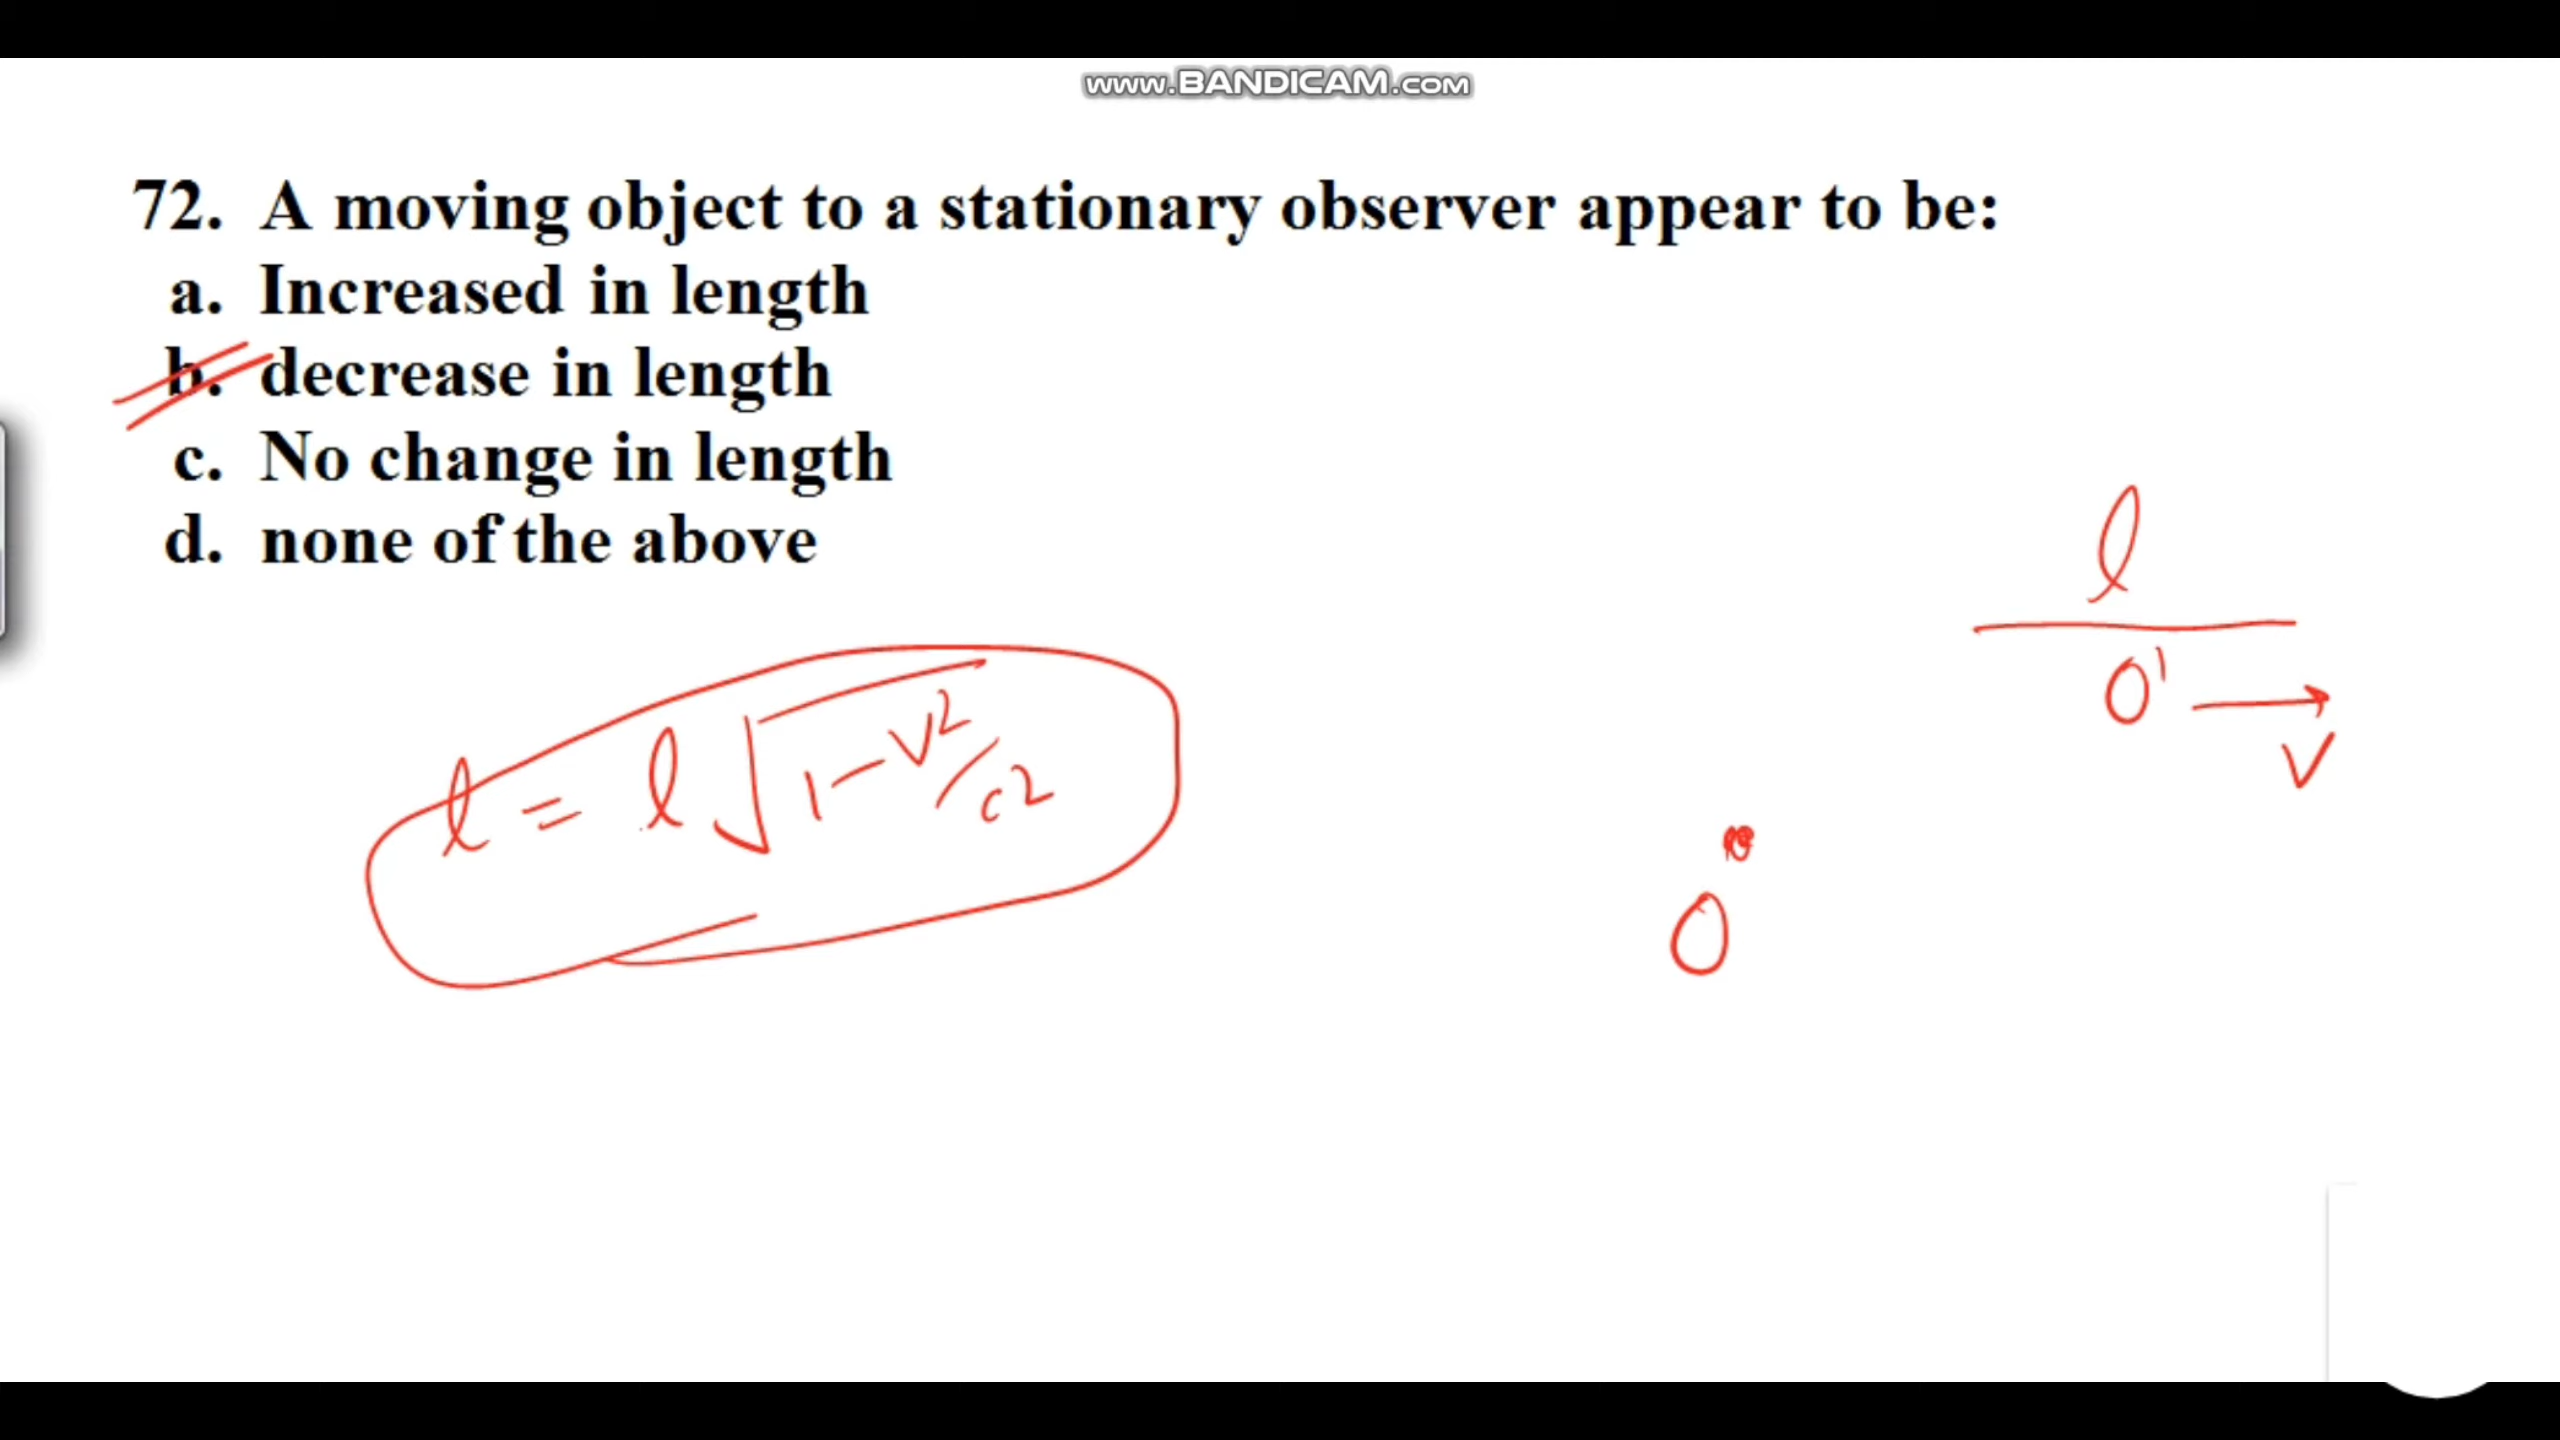 www.BANDICAM.com
72. A moving object to a stationary observer appear to be:
a. Increased in length
b. decrease in length
c. No change in length
d. none of the above
l
l = l√1-v²/c2
O' →
V
O